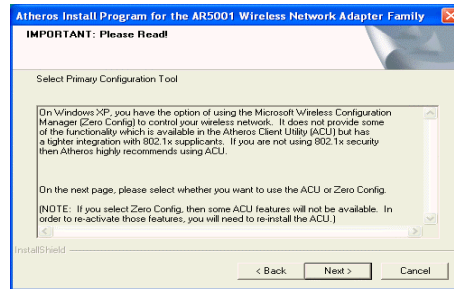 Atheros Install Program for the AR5001 Wireless Network Adapter Family
IMPORTANT: Please Read!
Select Primary Configuration Tool
On Windows XP, you have the option of using the Microsoft Wireless Configuration
Manager (Zero Config) to control your wireless network. It does not provide some
of the functionality which is available in the Atheros Client Utility (ACU) but has
a tighter integration with 802.1x supplicants. If you are not using 802.1x security
then Atheros highly recommends using ACU.
On the next page, please select whether you want to use the ACU or Zero Config.
(NOTE: If you select Zero Config, then some ACU features will not be available. In
order to re-activate those features, you will need to re-install the ACU.)
InstallShield
< Back
Next >
Cancel